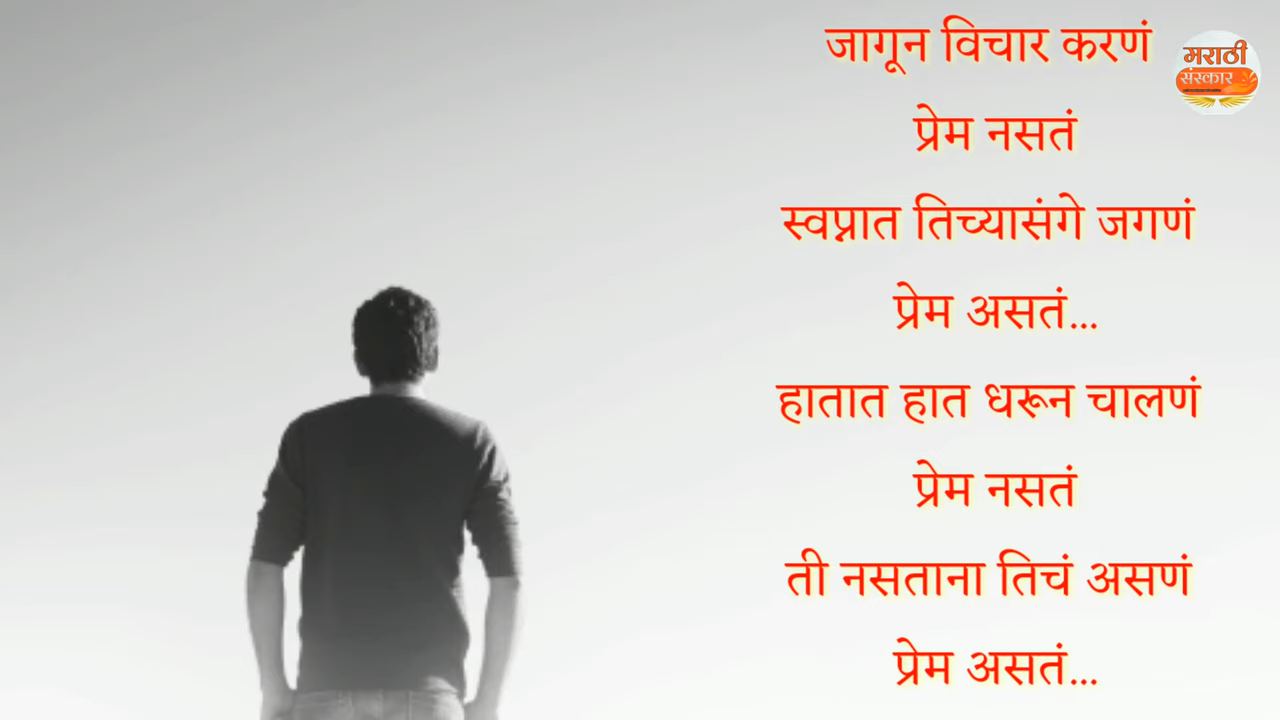 जागून विचार करणं
प्रेम नसतं
स्वप्नात तिच्यासंगे जगणं
प्रेम असतं...
हातात हात धरून चालणं
प्रेम नसतं
ती नसताना तिचं असणं
प्रेम असतं...
मराठी
संस्कार